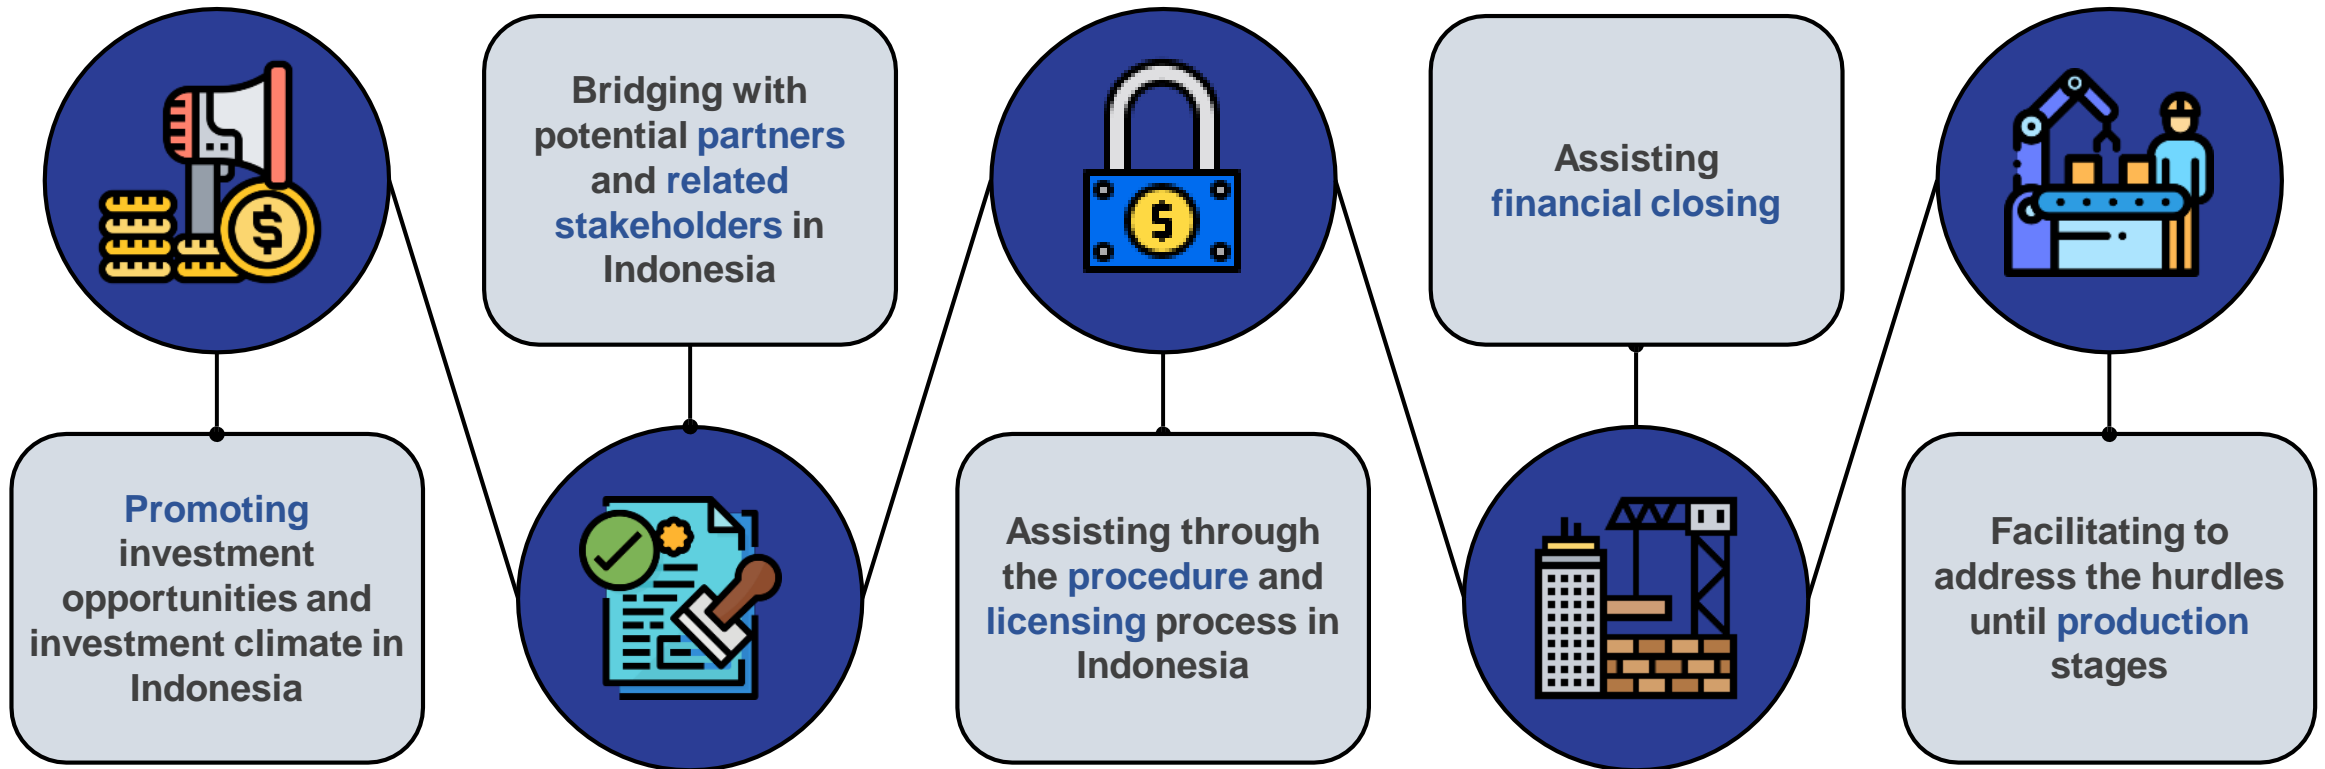 Promoting
investment
opportunities and
investment climate in
Indonesia
Bridging with
potential partners
and related
stakeholders in
Indonesia
Assisting through
the procedure and
licensing process in
Indonesia
Assisting
financial closing
Facilitating to
address the hurdles
until production
stages